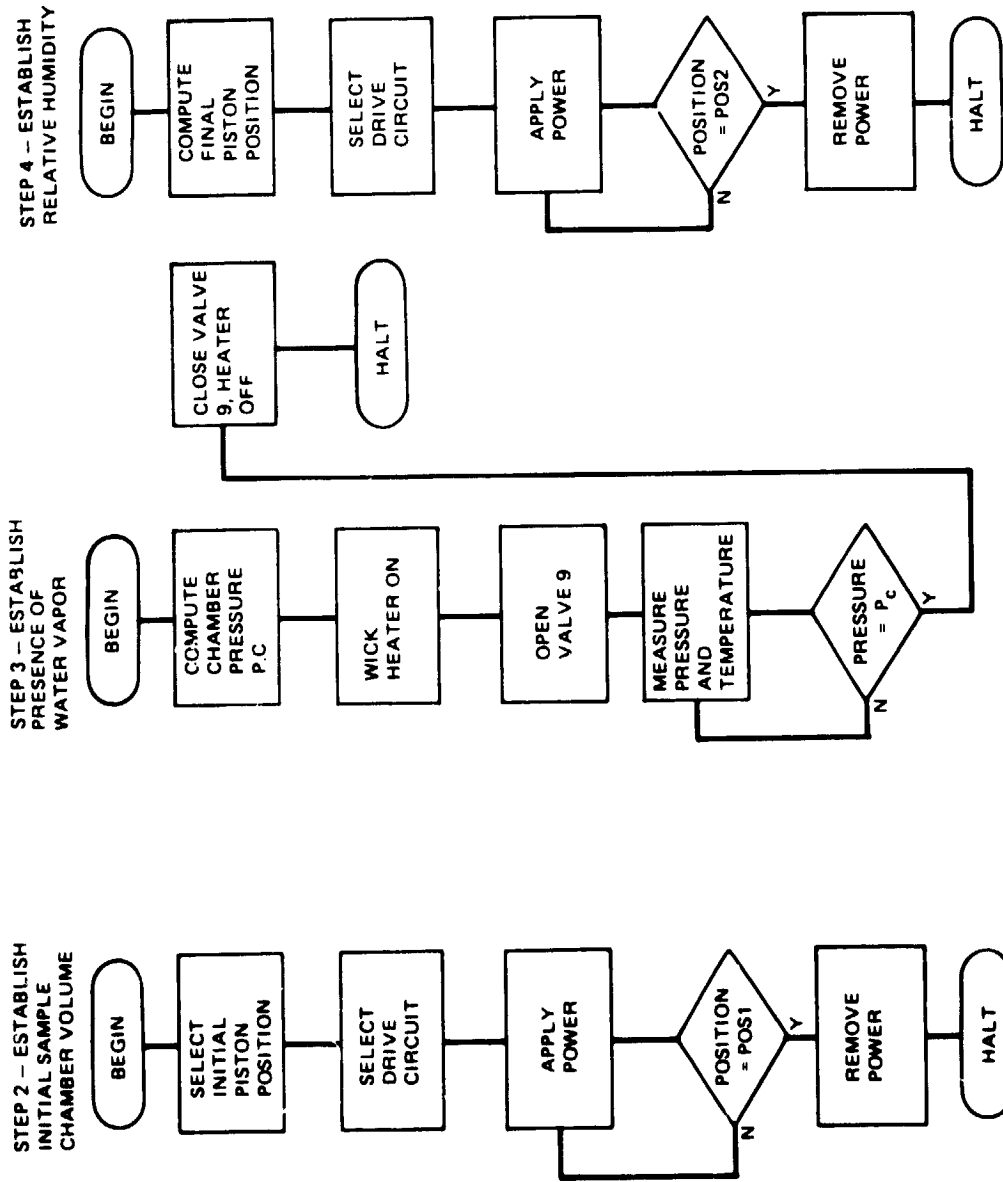 STEP 2 – ESTABLISH
INITIAL SAMPLE
CHAMBER VOLUME
BEGIN
SELECT
INITIAL
PISTON
POSITION
SELECT
DRIVE
CIRCUIT
APPLY
POWER
POSITION
= POS1
N
Y
REMOVE
POWER
HALT
STEP 3 – ESTABLISH
PRESENCE OF
WATER VAPOR
BEGIN
COMPUTE
CHAMBER
PRESSURE
P.C
WICK
HEATER ON
OPEN
VALVE 9
MEASURE
PRESSURE
AND
TEMPERATURE
PRESSURE
= Pc
N
Y
CLOSE VALVE
9, HEATER
OFF
HALT
STEP 4 – ESTABLISH
RELATIVE HUMIDITY
BEGIN
COMPUTE
FINAL
PISTON
POSITION
SELECT
DRIVE
CIRCUIT
APPLY
POWER
POSITION
= POS2
N
Y
REMOVE
POWER
HALT